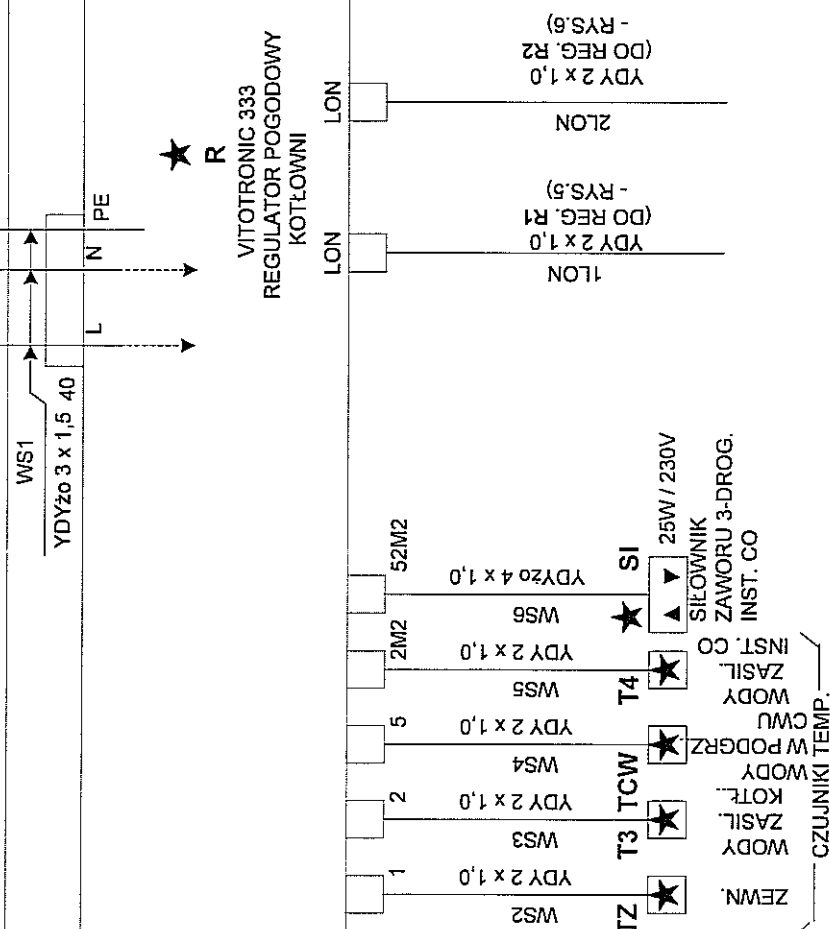 WS1
YDYżo 3 x 1,5
40
L
N
PE
R
VITOTRONIC 333
REGULATOR POGODOWY
KOTŁOWNI
LON
LON
1LON
YDY 2 x 1,0
(DO REG. R1
- RYS.5)
2LON
YDY 2 x 1,0
(DO REG. R2
- RYS.6)
1
2
5
2M2
52M2
WS2
YDY 2 x 1,0
WS3
YDY 2 x 1,0
WS4
YDY 2 x 1,0
WS5
YDY 2 x 1,0
WS6
YDYżo 4 x 1,0
TZ
T3
TCW
T4
SI
ZEWN.
WODY
ZASIL.
KOTŁ.
WODY
W PODGRZ
CWU
WODY
ZASIL.
INST. CO
25W / 230V
SIŁOWNIK
ZAWORU 3-DROG.
INST. CO
CZUJNIKI TEMP.